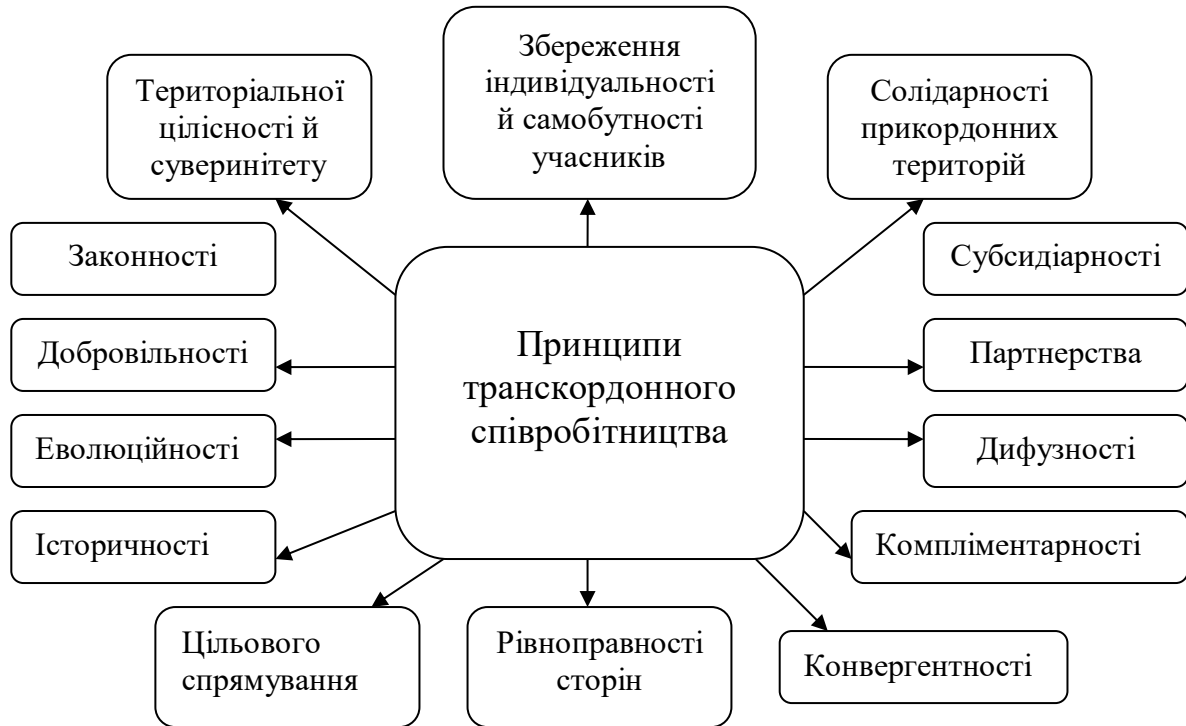 Збереження
індивідуальності
й самобутності
учасників
Територіальної
цілісності й
суверинітету
Солідарності
прикордонних
територій
Законності
Субсидіарності
Добровільності
Принципи
транскордонного
співробітництва
Партнерства
Еволюційності
Дифузності
Історичності
Компліментарності
Цільового
спрямування
Рівноправності
сторін
Конвергентності